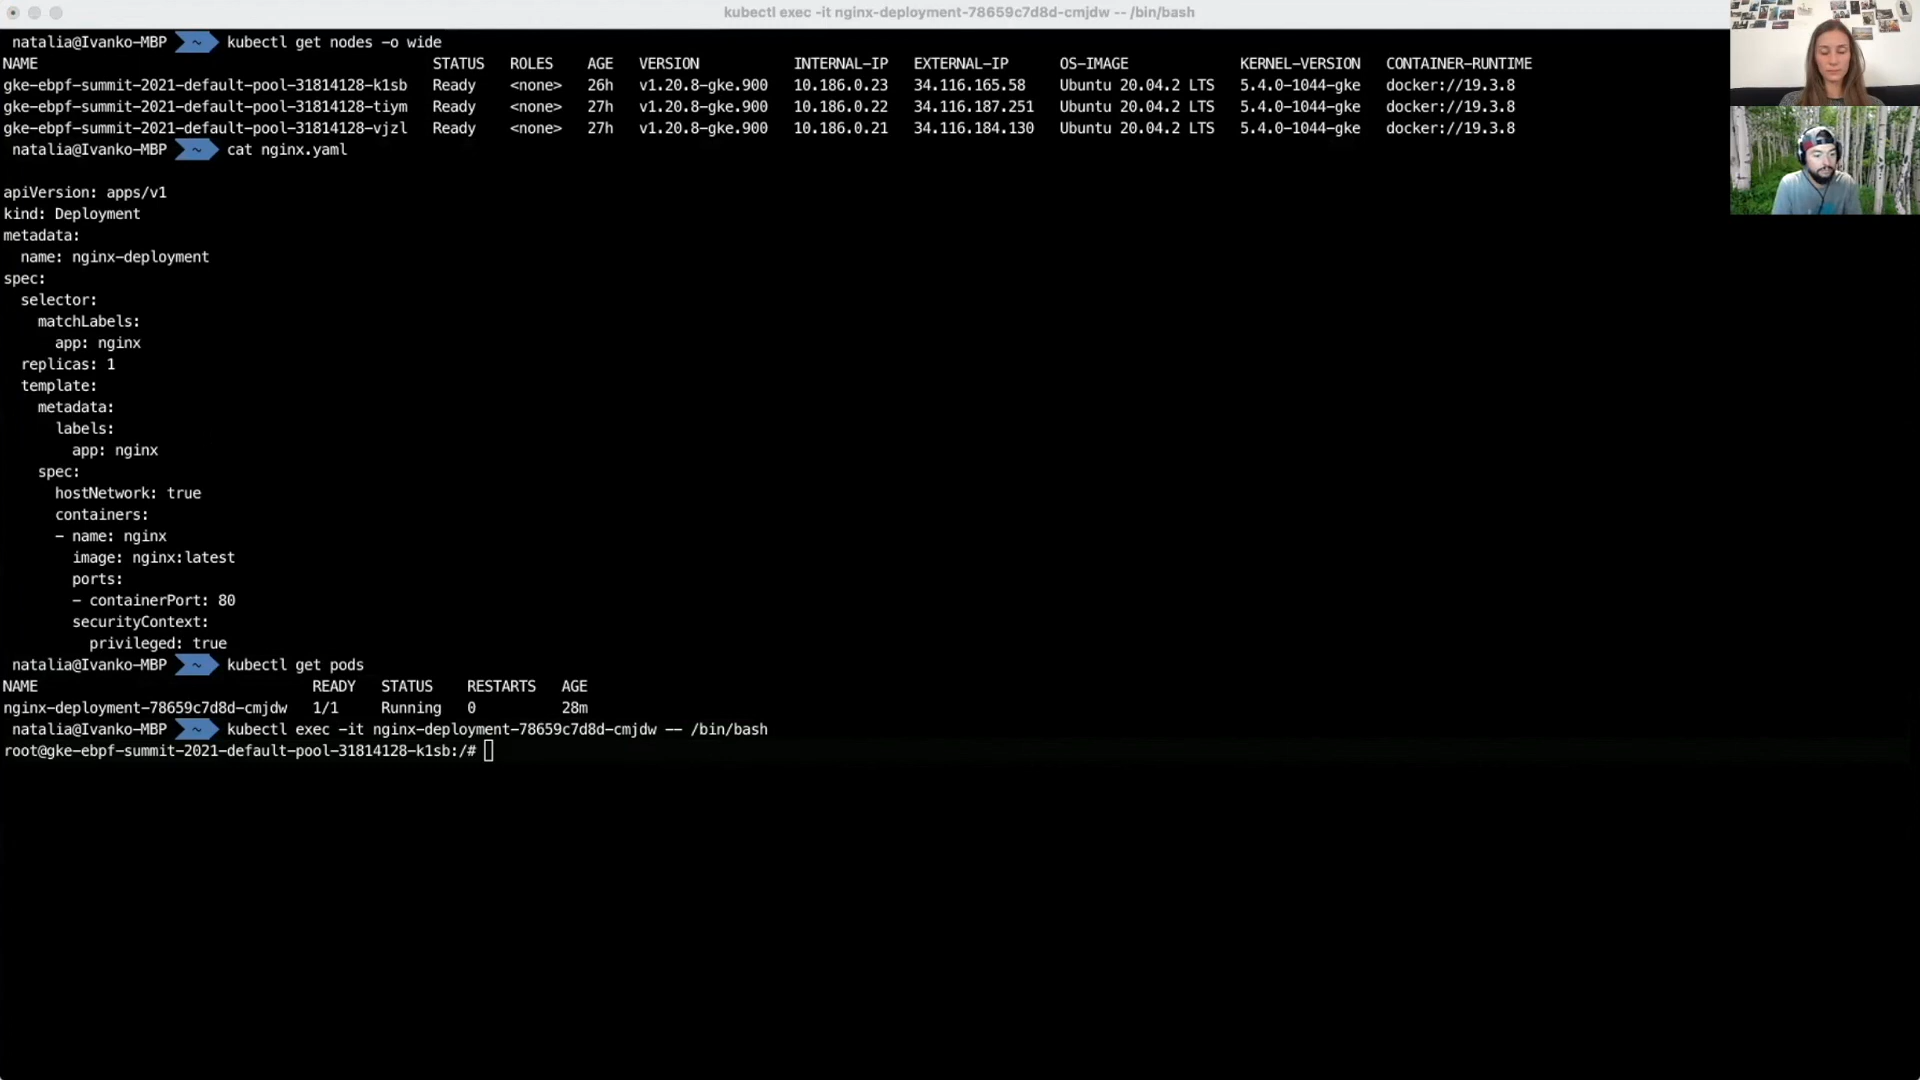 kubectl exec -it nginx-deployment-78659c7d8d-cmjdw -- /bin/bash
natalia@Ivanko-MBP ~ kubectl get nodes -o wide
NAME STATUS ROLES AGE VERSION INTERNAL-IP EXTERNAL-IP OS-IMAGE KERNEL-VERSION CONTAINER-RUNTIME
gke-ebpf-summit-2021-default-pool-31814128-k1sb Ready <none> 26h v1.20.8-gke.900 10.186.0.23 34.116.165.58 Ubuntu 20.04.2 LTS 5.4.0-1044-gke docker://19.3.8
gke-ebpf-summit-2021-default-pool-31814128-tiym Ready <none> 27h v1.20.8-gke.900 10.186.0.22 34.116.187.251 Ubuntu 20.04.2 LTS 5.4.0-1044-gke docker://19.3.8
gke-ebpf-summit-2021-default-pool-31814128-vjzl Ready <none> 27h v1.20.8-gke.900 10.186.0.21 34.116.184.130 Ubuntu 20.04.2 LTS 5.4.0-1044-gke docker://19.3.8
natalia@Ivanko-MBP ~ cat nginx.yaml
apiVersion: apps/v1
kind: Deployment
metadata:
  name: nginx-deployment
spec:
  selector:
    matchLabels:
      app: nginx
  replicas: 1
  template:
    metadata:
      labels:
        app: nginx
    spec:
      hostNetwork: true
      containers:
      - name: nginx
        image: nginx:latest
        ports:
        - containerPort: 80
        securityContext:
          privileged: true
natalia@Ivanko-MBP ~ kubectl get pods
NAME READY STATUS RESTARTS AGE
nginx-deployment-78659c7d8d-cmjdw 1/1 Running 0 28m
natalia@Ivanko-MBP ~ kubectl exec -it nginx-deployment-78659c7d8d-cmjdw -- /bin/bash
root@gke-ebpf-summit-2021-default-pool-31814128-k1sb:/#